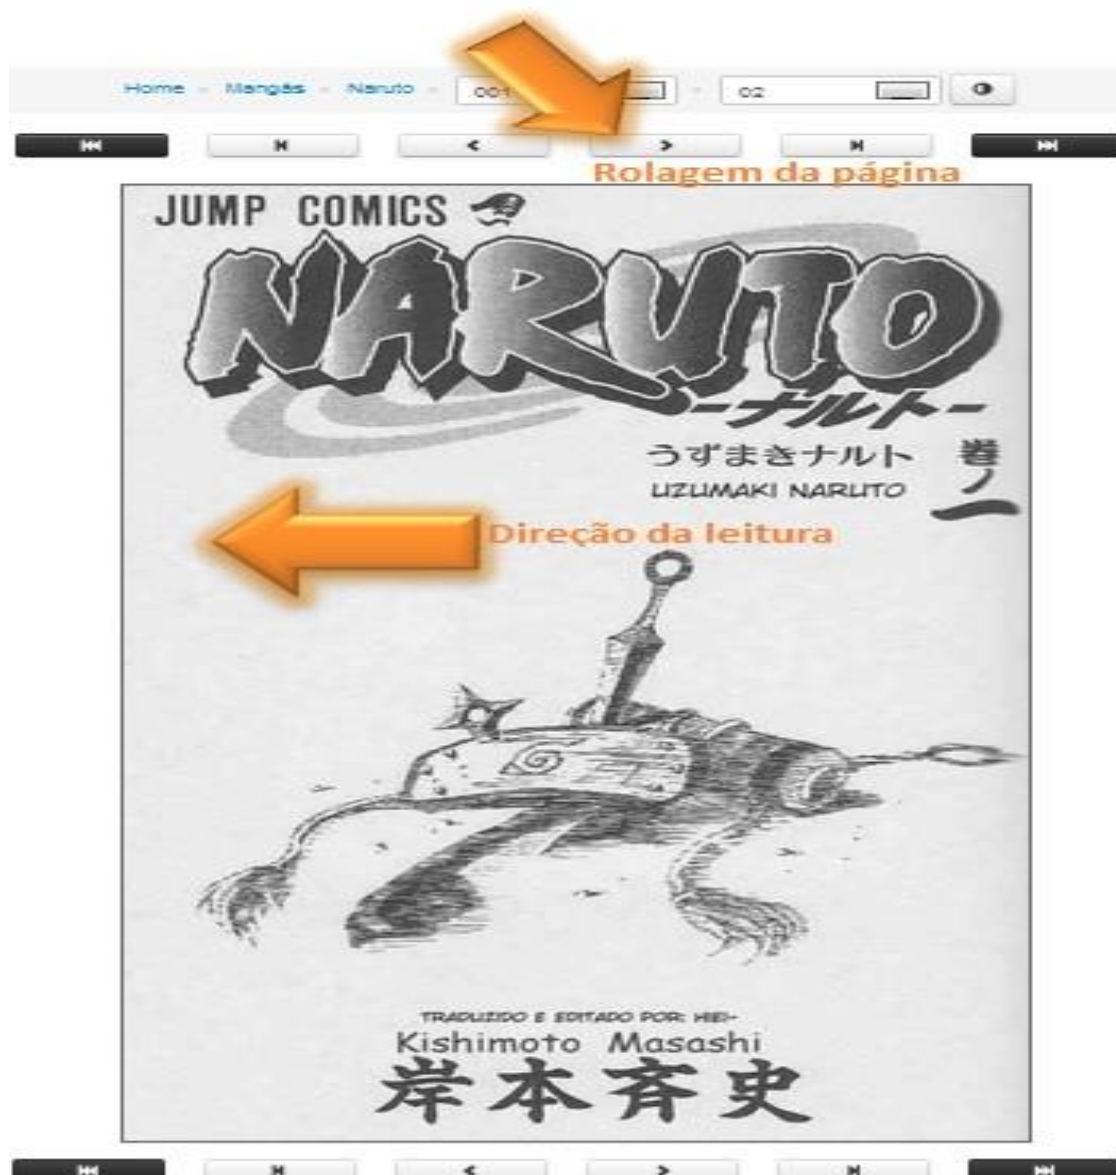 Home - Mangás - Naruto - 001 - 02
Rolagem da página
JUMP COMICS
NARUTO
-ナルト-
うずまきナルト
UZUMAKI NARUTO
巻ノ一
Direção da leitura
TRADUZIDO E EDITADO POR: HIEI-
Kishimoto Masashi
岸本斉史